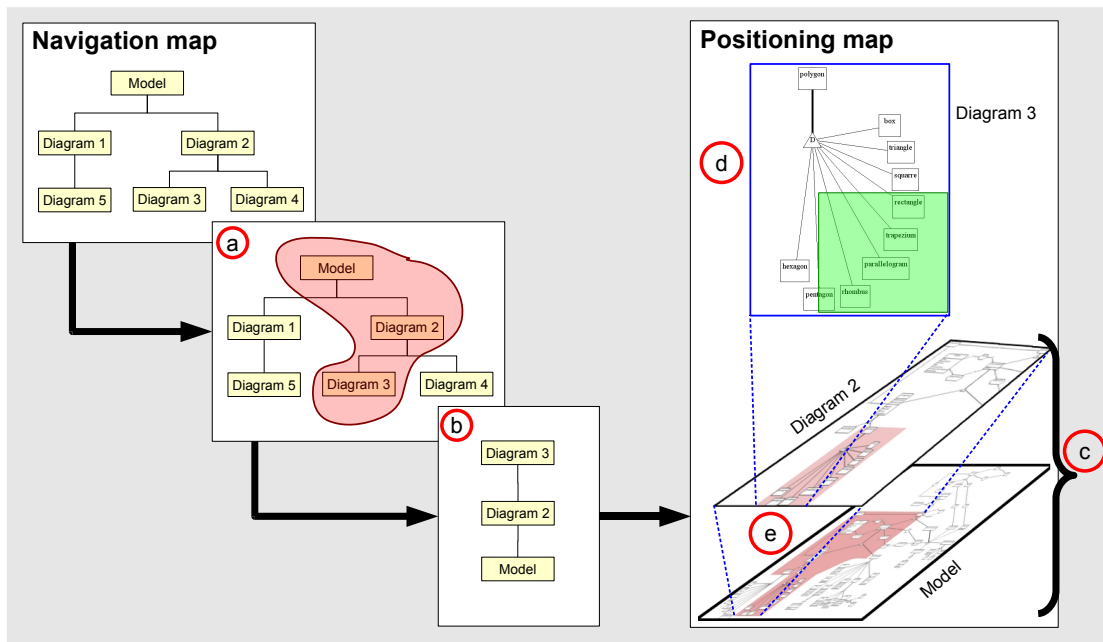 Navigation map
Model
Diagram 1
Diagram 2
Diagram 5
Diagram 3
Diagram 4
a
Model
Diagram 1
Diagram 2
Diagram 5
Diagram 3
Diagram 4
b
Diagram 3
Diagram 2
Model
Positioning map
polygon
Diagram 3
box
D
triangle
d
squarre
rectangle
trapezium
hexagon
parallelogram
pentagon
rhombus
Diagram 2
c
e
Model